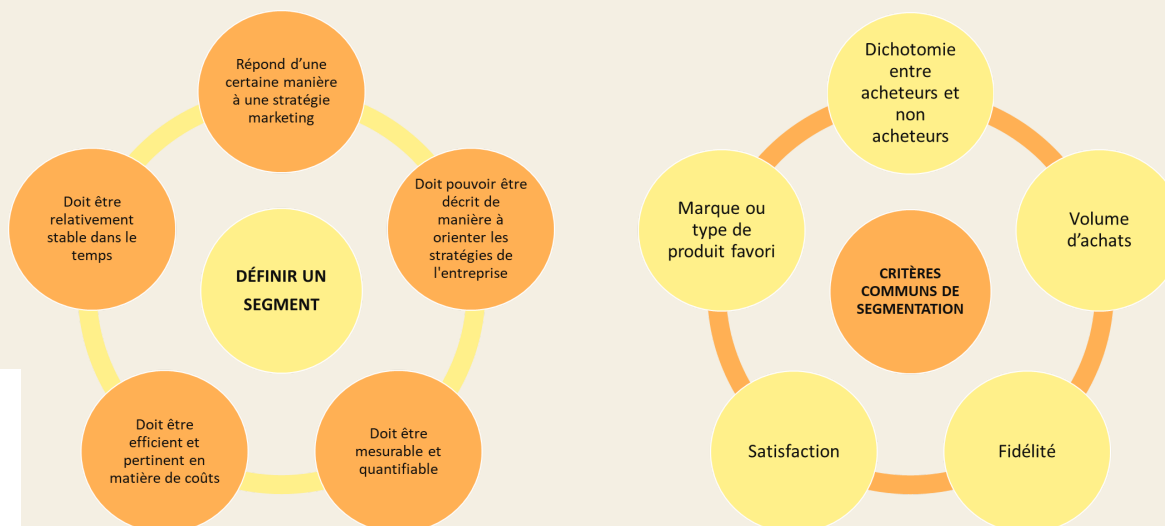 Répond d'une
certaine manière
à une stratégie
marketing
Doit pouvoir être
décrit de
manière à
orienter les
stratégies de
l'entreprise
Doit être
mesurable et
quantifiable
Doit être
efficient et
pertinent en
matière de coûts
Doit être
relativement
stable dans le
temps
DÉFINIR UN
SEGMENT
Dichotomie
entre
acheteurs et
non
acheteurs
Volume
d'achats
Fidélité
Satisfaction
Marque ou
type de
produit favori
CRITÈRES
COMMUNS DE
SEGMENTATION